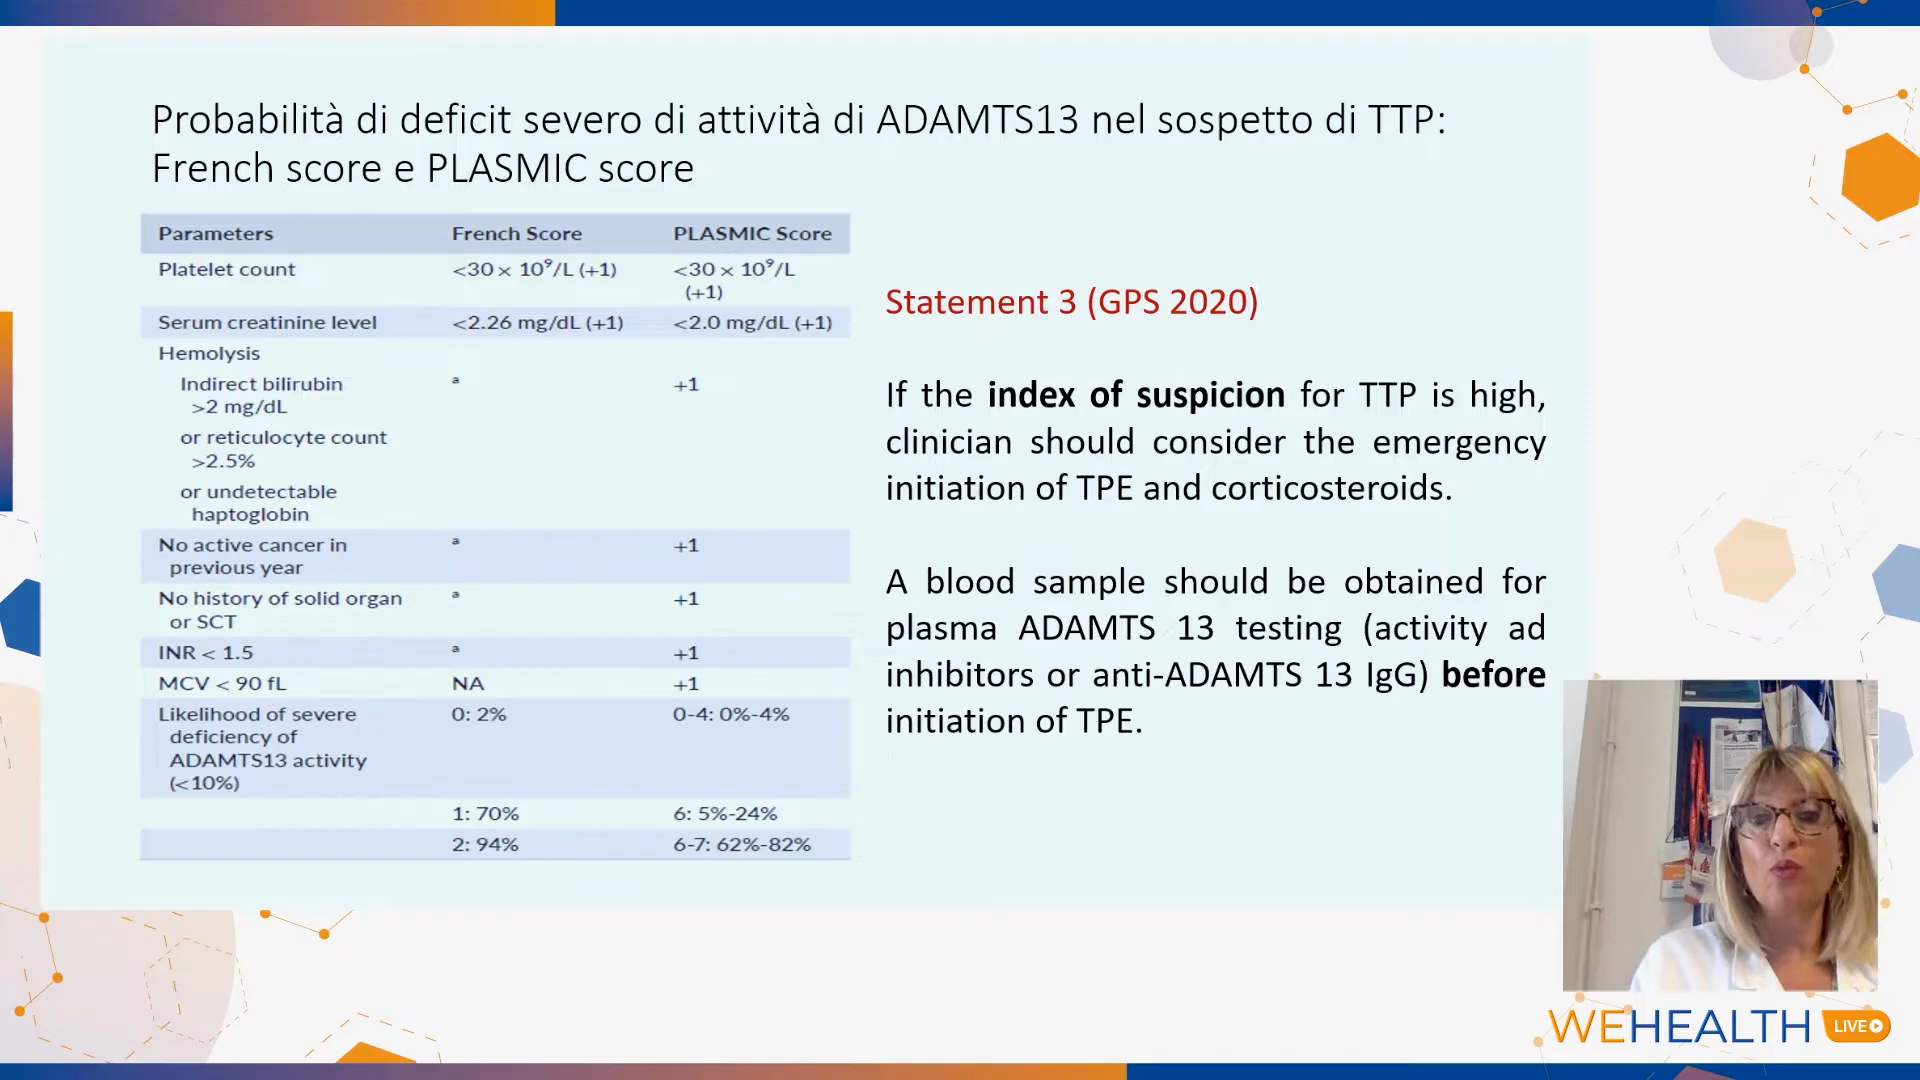 Probabilità di deficit severo di attività di ADAMTS13 nel sospetto di TTP:
French score e PLASMIC score
Parameters French Score PLASMIC Score
Platelet count <30 × 10⁹/L (+1) <30 × 10⁹/L
(+1)
Serum creatinine level <2.26 mg/dL (+1) <2.0 mg/dL (+1)
Hemolysis
Indirect bilirubin ᵃ +1
>2 mg/dL
or reticulocyte count
>2.5%
or undetectable
haptoglobin
No active cancer in ᵃ +1
previous year
No history of solid organ ᵃ +1
or SCT
INR < 1.5 ᵃ +1
MCV < 90 fL NA +1
Likelihood of severe 0: 2% 0-4: 0%-4%
deficiency of
ADAMTS13 activity
(<10%)
1: 70% 6: 5%-24%
2: 94% 6-7: 62%-82%
Statement 3 (GPS 2020)
If the index of suspicion for TTP is high,
clinician should consider the emergency
initiation of TPE and corticosteroids.
A blood sample should be obtained for
plasma ADAMTS 13 testing (activity ad
inhibitors or anti-ADAMTS 13 IgG) before
initiation of TPE.
WEHEALTH LIVE